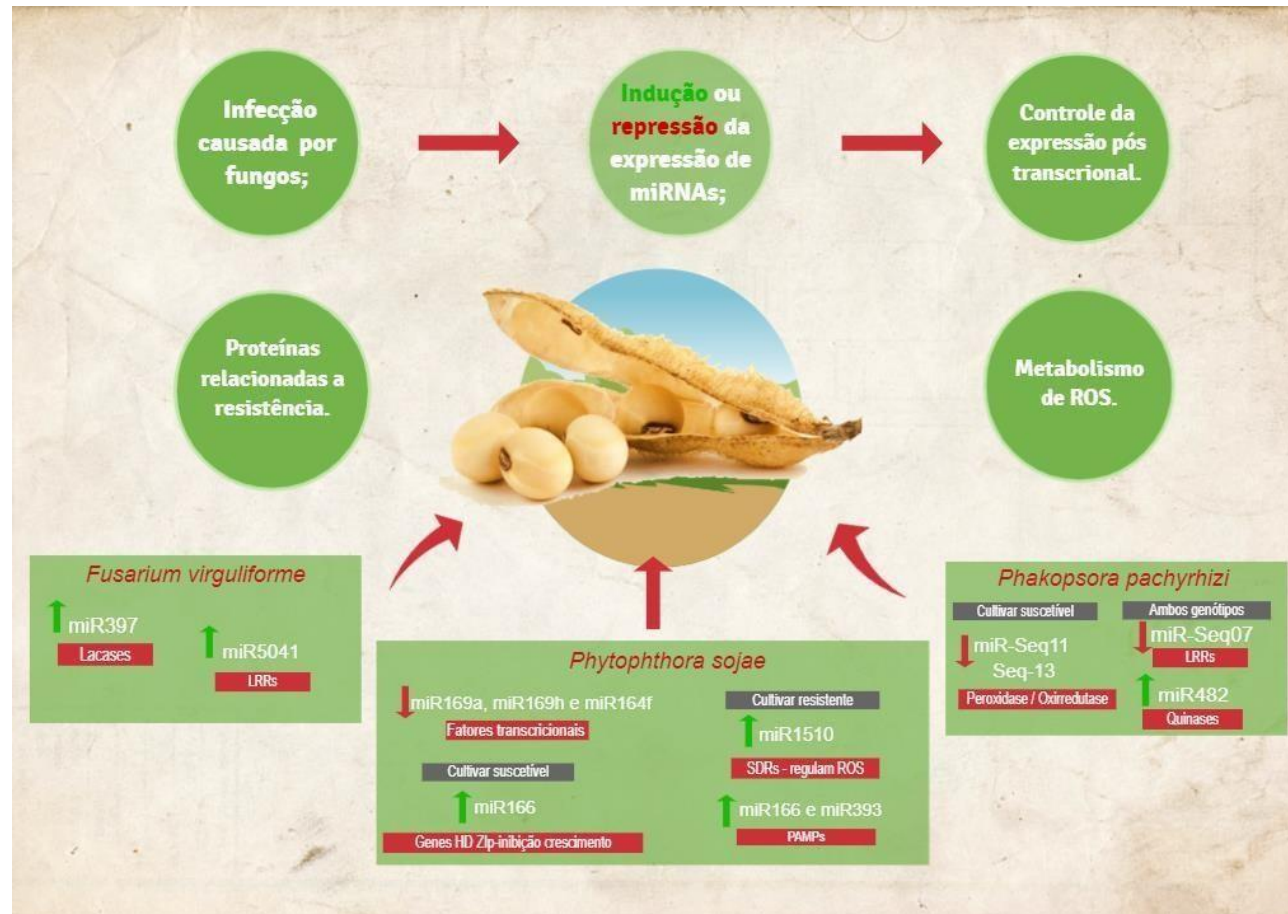 Infecção
causada por
fungos;
Indução ou
repressão da
expressão de
miRNAs;
Controle da
expressão pós
transcrional.
Proteínas
relacionadas a
resistência.
Metabolismo
de ROS.
Fusarium virguliforme
miR397
Lacases
miR5041
LRRs
Phytophthora sojae
miR169a, miR169h e miR164f
Fatores transcricionais
Cultivar suscetível
miR166
Genes HD ZIp-inibição crescimento
Cultivar resistente
miR1510
SDRs - regulam ROS
miR166 e miR393
PAMPs
Phakopsora pachyrhizi
Cultivar suscetível
miR-Seq11
Seq-13
Peroxidase / Oxirredutase
Ambos genótipos
miR-Seq07
LRRs
miR482
Quinases